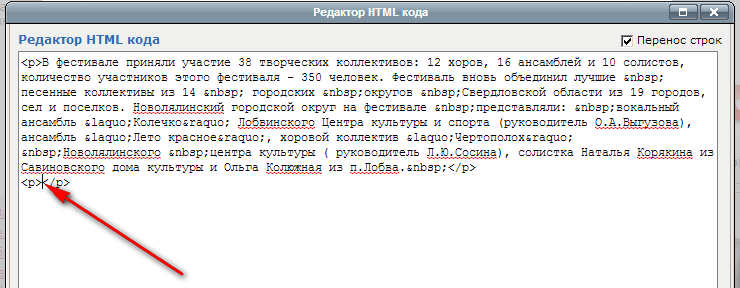 Редактор HTML кода
Редактор HTML кода
Перенос строк
<p>В фестивале приняли участие 38 творческих коллективов: 12 хоров, 16 ансамблей и 10 солистов,
количество участников этого фестиваля – 350 человек. Фестиваль вновь объединил лучшие &nbsp;
песенные коллективы из 14 &nbsp; городских &nbsp;округов &nbsp;Свердловской области из 19 городов,
сел и поселков. Новолялинский городской округ на фестивале &nbsp;представляли: &nbsp;вокальный
ансамбль &laquo;Колечко&raquo; Лобвинского Центра культуры и спорта (руководитель О.А.Выгузова),
ансамбль &laquo;Лето красное&raquo;, хоровой коллектив &laquo;Чертополох&raquo;
&nbsp;Новолялинского &nbsp;центра культуры ( руководитель Л.Ю.Сосина), солистка Наталья Корякина из
Савиновского дома культуры и Ольга Колюжная из п.Лобва.&nbsp;</p>
<p></p>